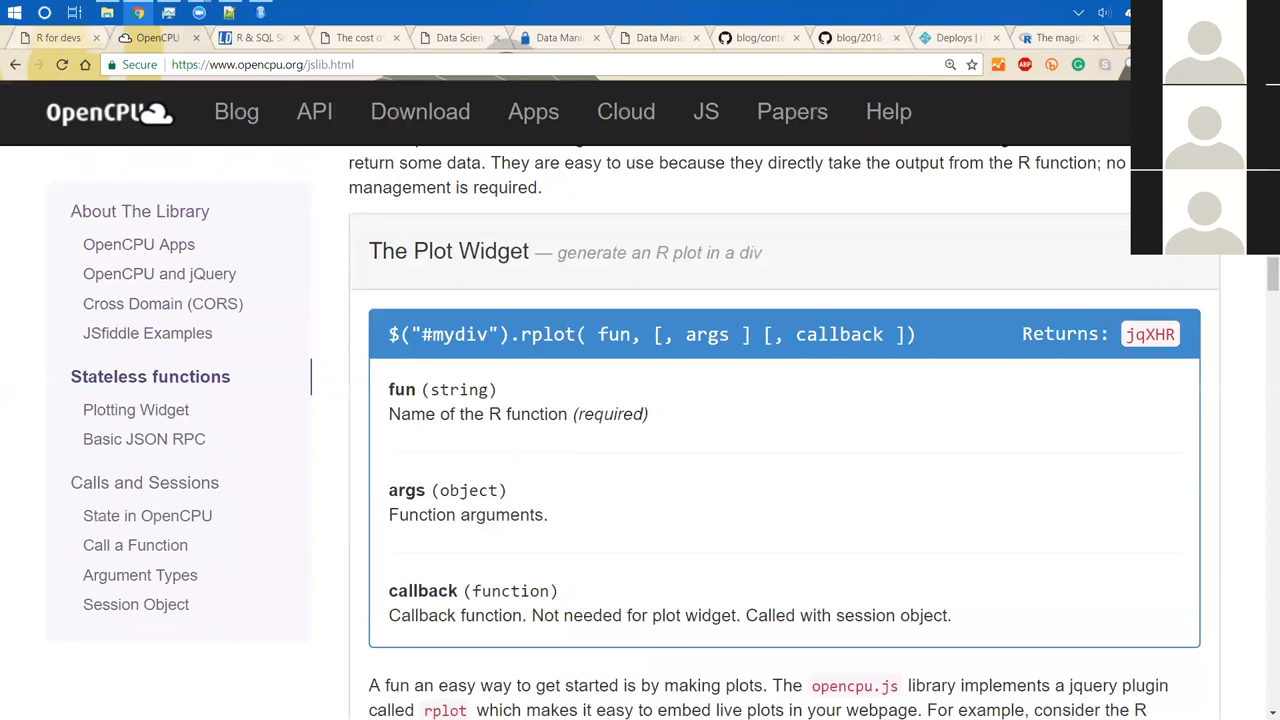 R for devs
OpenCPU
R & SQL Se
The cost o
Data Scien
Data Manic
Data Mana
blog/conte
blog/2018-
Deploys | i
The magic
Secure
https://www.opencpu.org/jslib.html
ABP
OpenCPU
Blog
API
Download
Apps
Cloud
JS
Papers
Help
return some data. They are easy to use because they directly take the output from the R function; no
management is required.
About The Library
OpenCPU Apps
OpenCPU and jQuery
Cross Domain (CORS)
JSfiddle Examples
Stateless functions
Plotting Widget
Basic JSON RPC
Calls and Sessions
State in OpenCPU
Call a Function
Argument Types
Session Object
The Plot Widget — generate an R plot in a div
$("#mydiv").rplot( fun, [, args ] [, callback ])
Returns: jqXHR
fun (string)
Name of the R function (required)
args (object)
Function arguments.
callback (function)
Callback function. Not needed for plot widget. Called with session object.
A fun an easy way to get started is by making plots. The opencpu.js library implements a jquery plugin
called rplot which makes it easy to embed live plots in your webpage. For example, consider the R